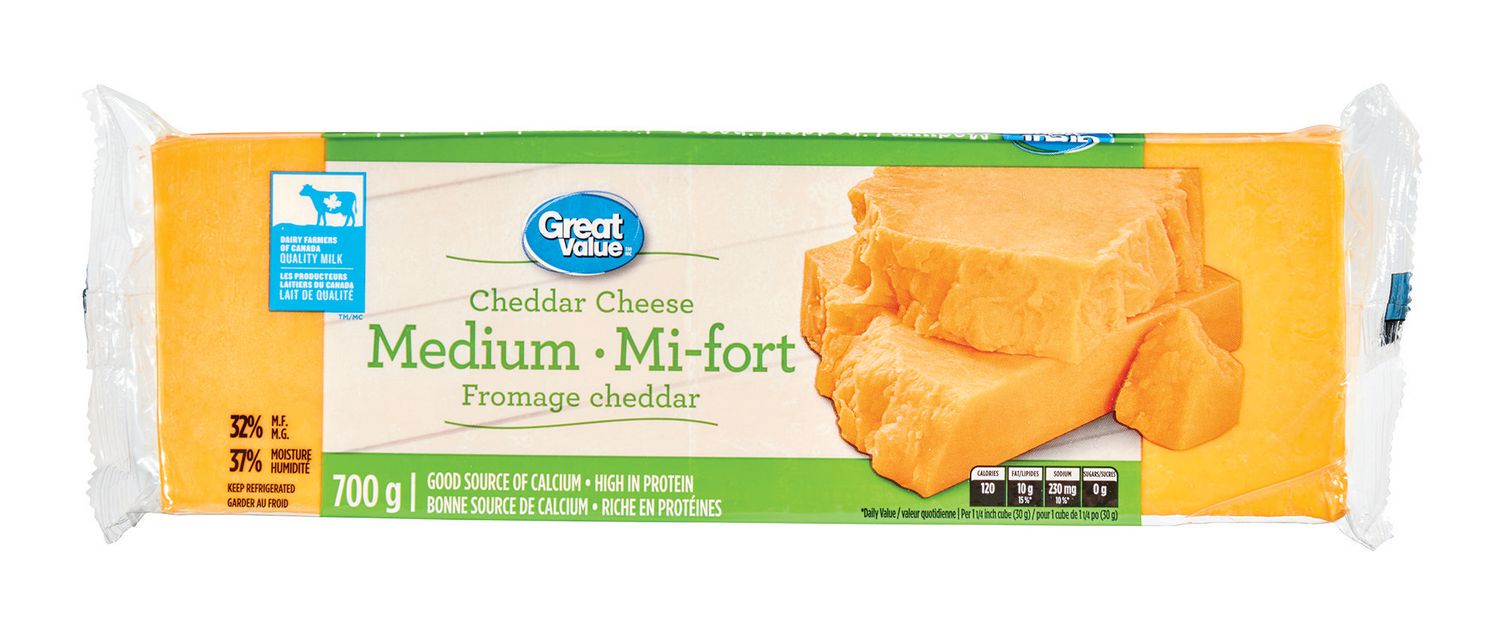 DAIRY FARMERS
OF CANADA
QUALITY MILK
LES PRODUCTEURS
LAITIERS DU CANADA
LAIT DE QUALITÉ
TM/MC
Great
Value
Cheddar Cheese
Medium · Mi-fort
Fromage cheddar
32% M.F.
M.G.
37% MOISTURE
HUMIDITÉ
KEEP REFRIGERATED
GARDER AU FROID
700 g
GOOD SOURCE OF CALCIUM • HIGH IN PROTEIN
BONNE SOURCE DE CALCIUM • RICHE EN PROTÉINES
CALORIES FAT/LIPIDES SODIUM SUGARS/SUCRES
120 10 g 230 mg 0 g
15 %* 10 %*
*Daily Value / valeur quotidienne | Per 1 1/4 inch cube (30 g) / pour 1 cube de 1 1/4 po (30 g)